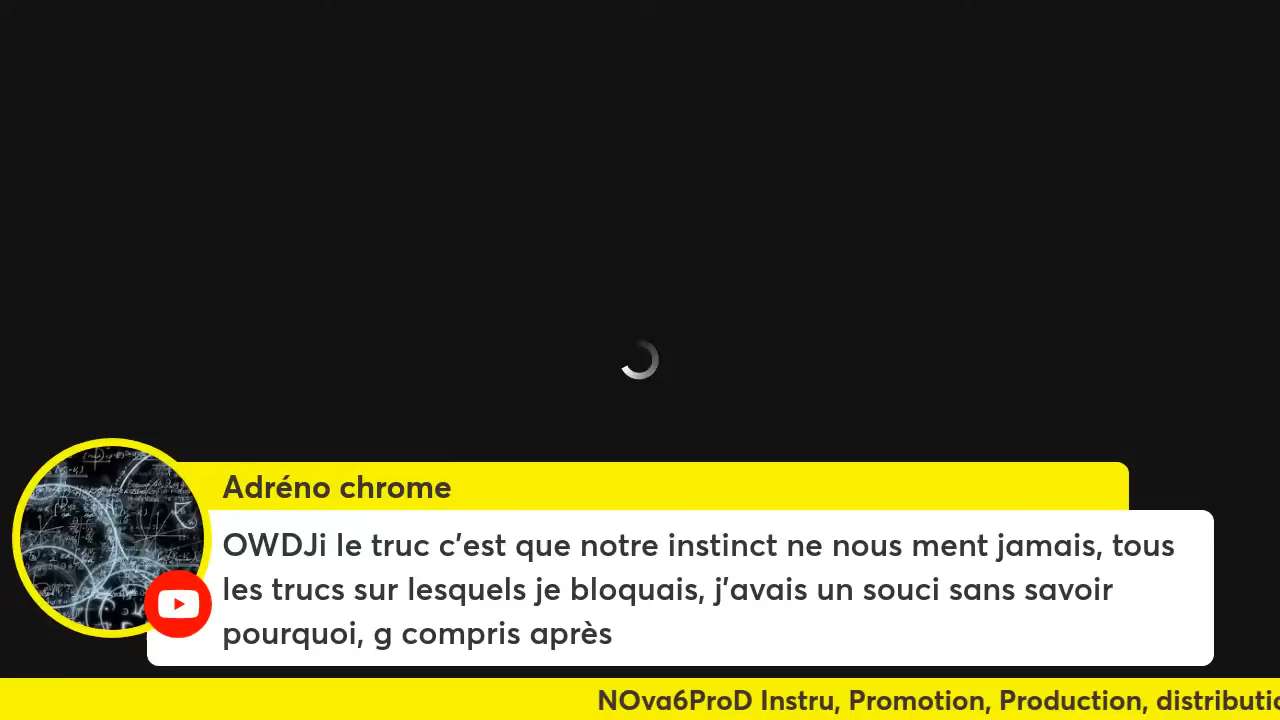 Adréno chrome
OWDJi le truc c'est que notre instinct ne nous ment jamais, tous
les trucs sur lesquels je bloquais, j'avais un souci sans savoir
pourquoi, g compris après
NOva6ProD Instru, Promotion, Production, distributio